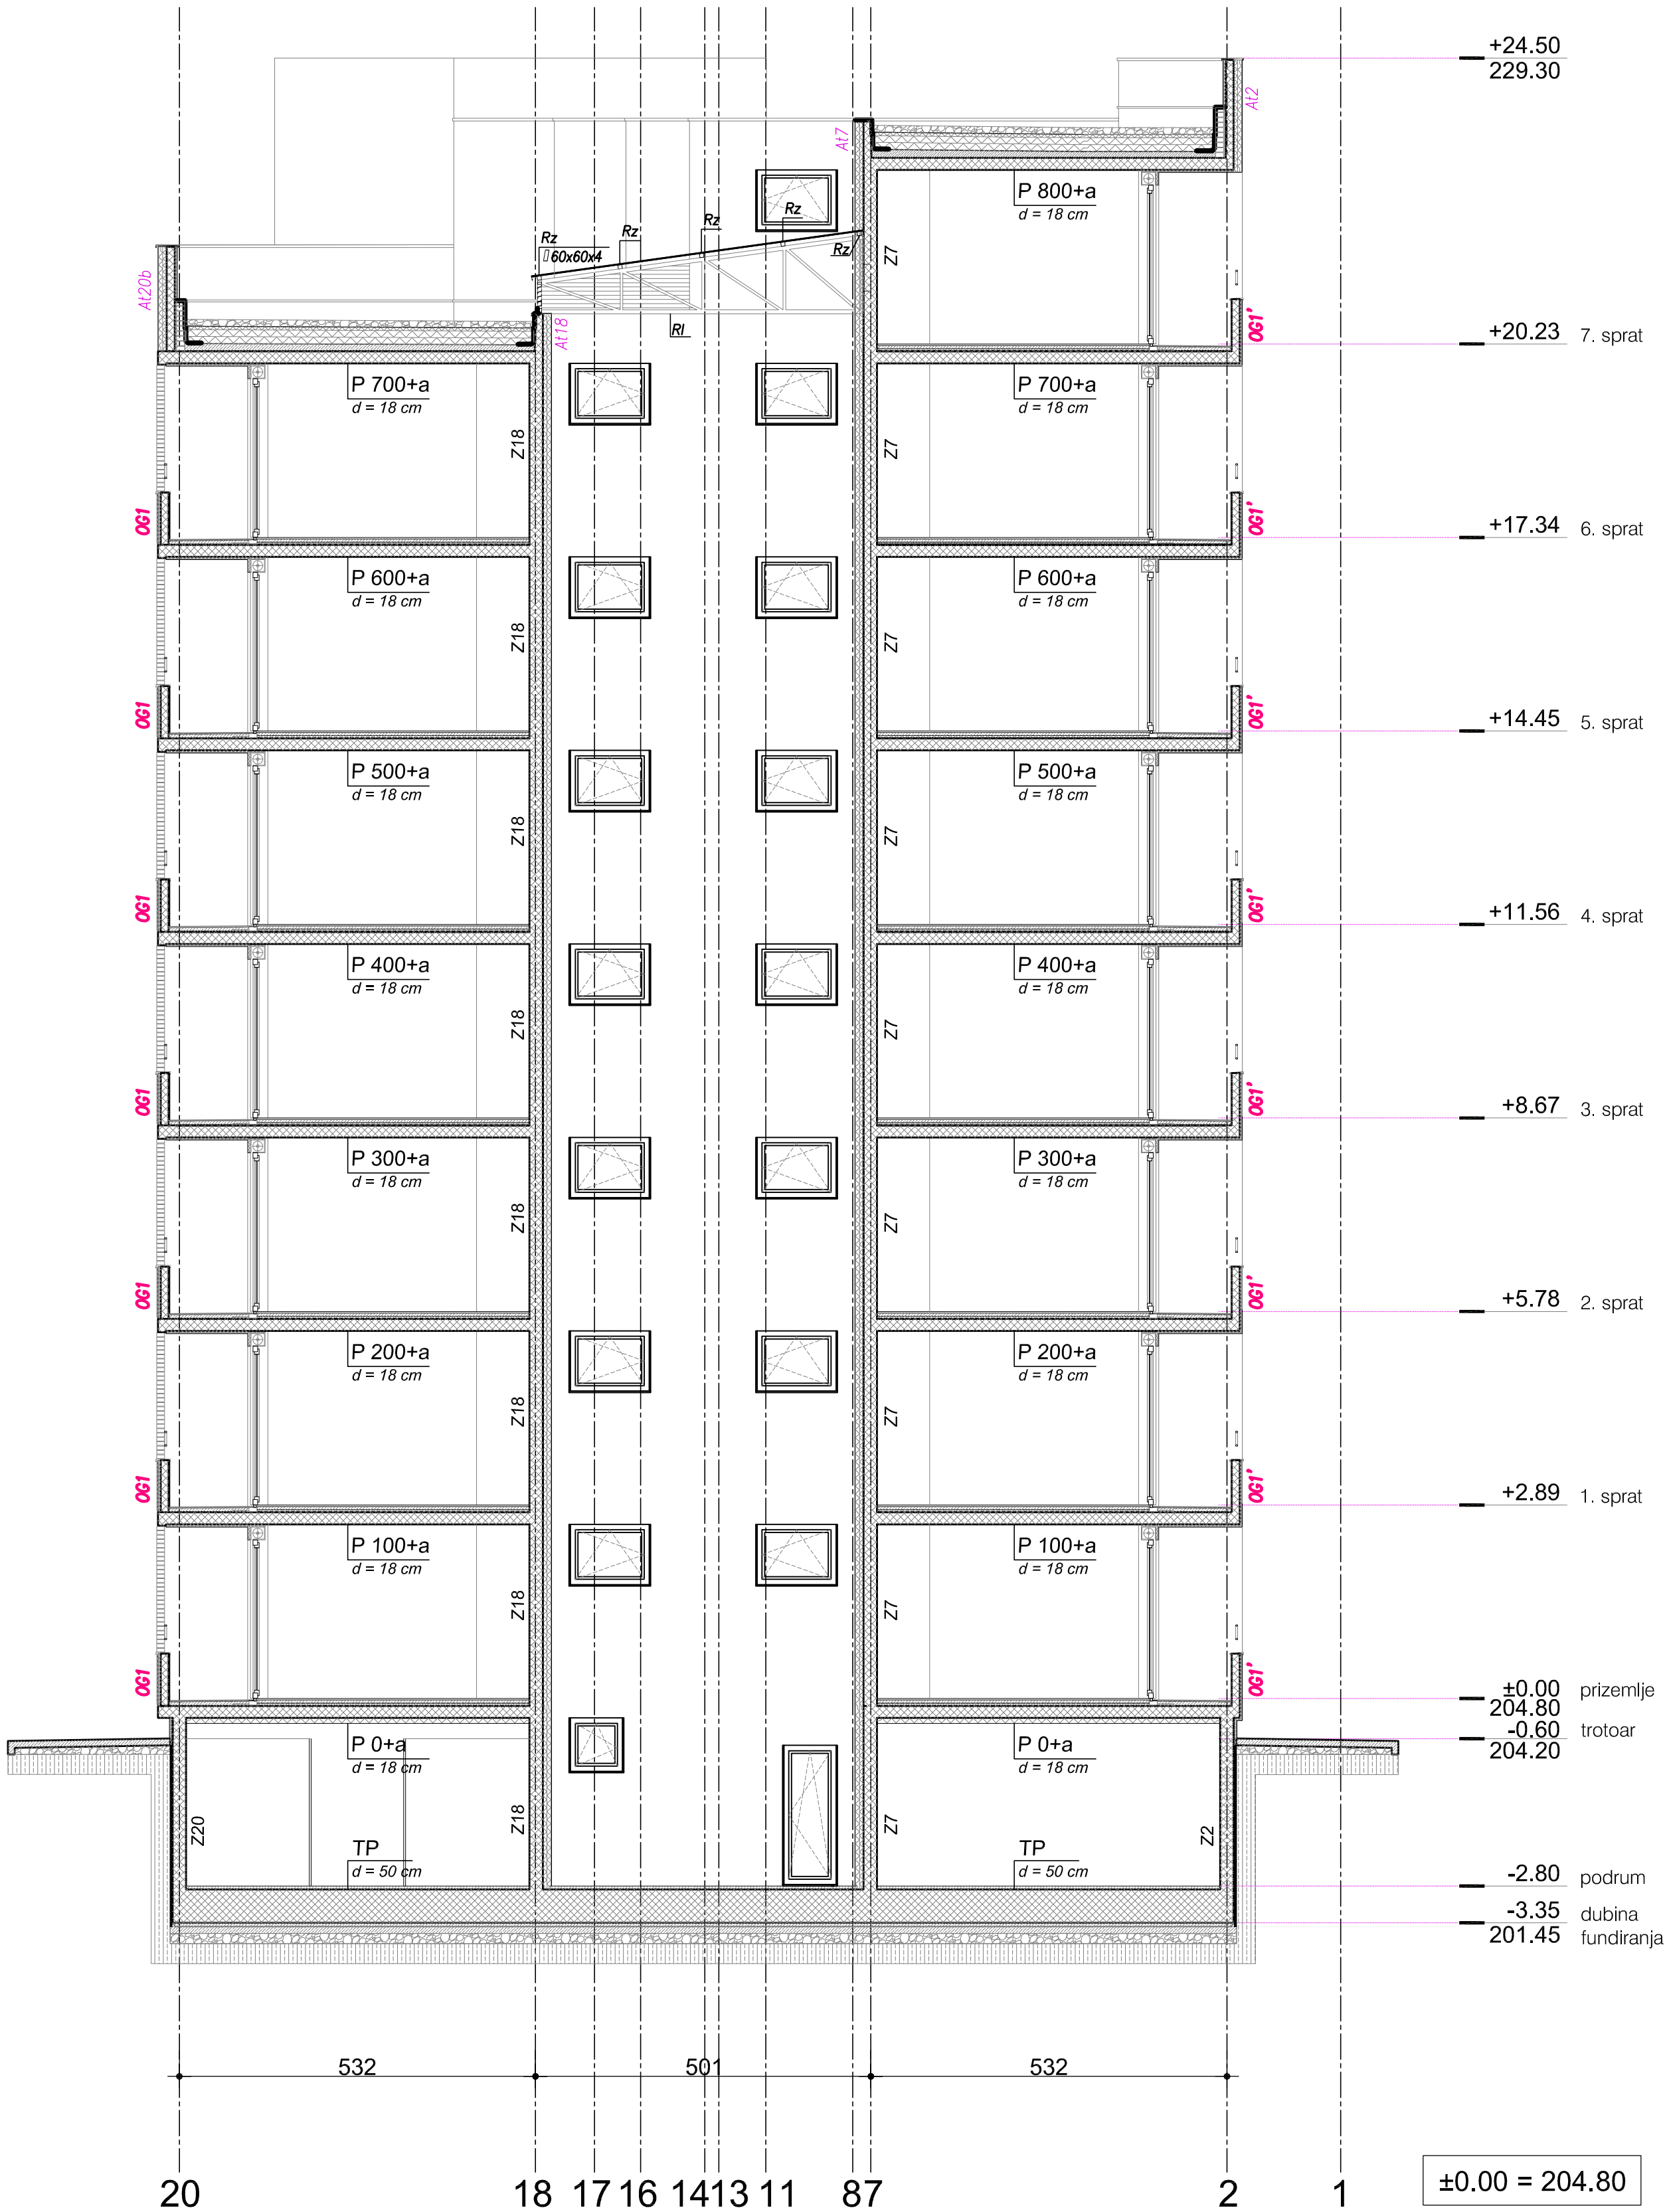 +24.50
229.30
At2
At7
P 800+a
d = 18 cm
Rz
Rz
Rz
Rz
▯60x60x4
Rz
Z7
At20b
At18
Rl
OG1'
+20.23 7. sprat
P 700+a
d = 18 cm
P 700+a
d = 18 cm
Z18
Z7
OG1
OG1'
+17.34 6. sprat
P 600+a
d = 18 cm
P 600+a
d = 18 cm
Z18
Z7
OG1
OG1'
+14.45 5. sprat
P 500+a
d = 18 cm
P 500+a
d = 18 cm
Z18
Z7
OG1
OG1'
+11.56 4. sprat
P 400+a
d = 18 cm
P 400+a
d = 18 cm
Z18
Z7
OG1
OG1'
+8.67 3. sprat
P 300+a
d = 18 cm
P 300+a
d = 18 cm
Z18
Z7
OG1
OG1'
+5.78 2. sprat
P 200+a
d = 18 cm
P 200+a
d = 18 cm
Z18
Z7
OG1
OG1'
+2.89 1. sprat
P 100+a
d = 18 cm
P 100+a
d = 18 cm
Z18
Z7
OG1
OG1'
±0.00 prizemlje
204.80
-0.60 trotoar
204.20
P 0+a
d = 18 cm
P 0+a
d = 18 cm
Z20
Z18
Z7
Z2
TP
d = 50 cm
TP
d = 50 cm
-2.80 podrum
-3.35 dubina
201.45 fundiranja
532 501 532
20 18 17 16 14 13 11 8 7 2 1
±0.00 = 204.80